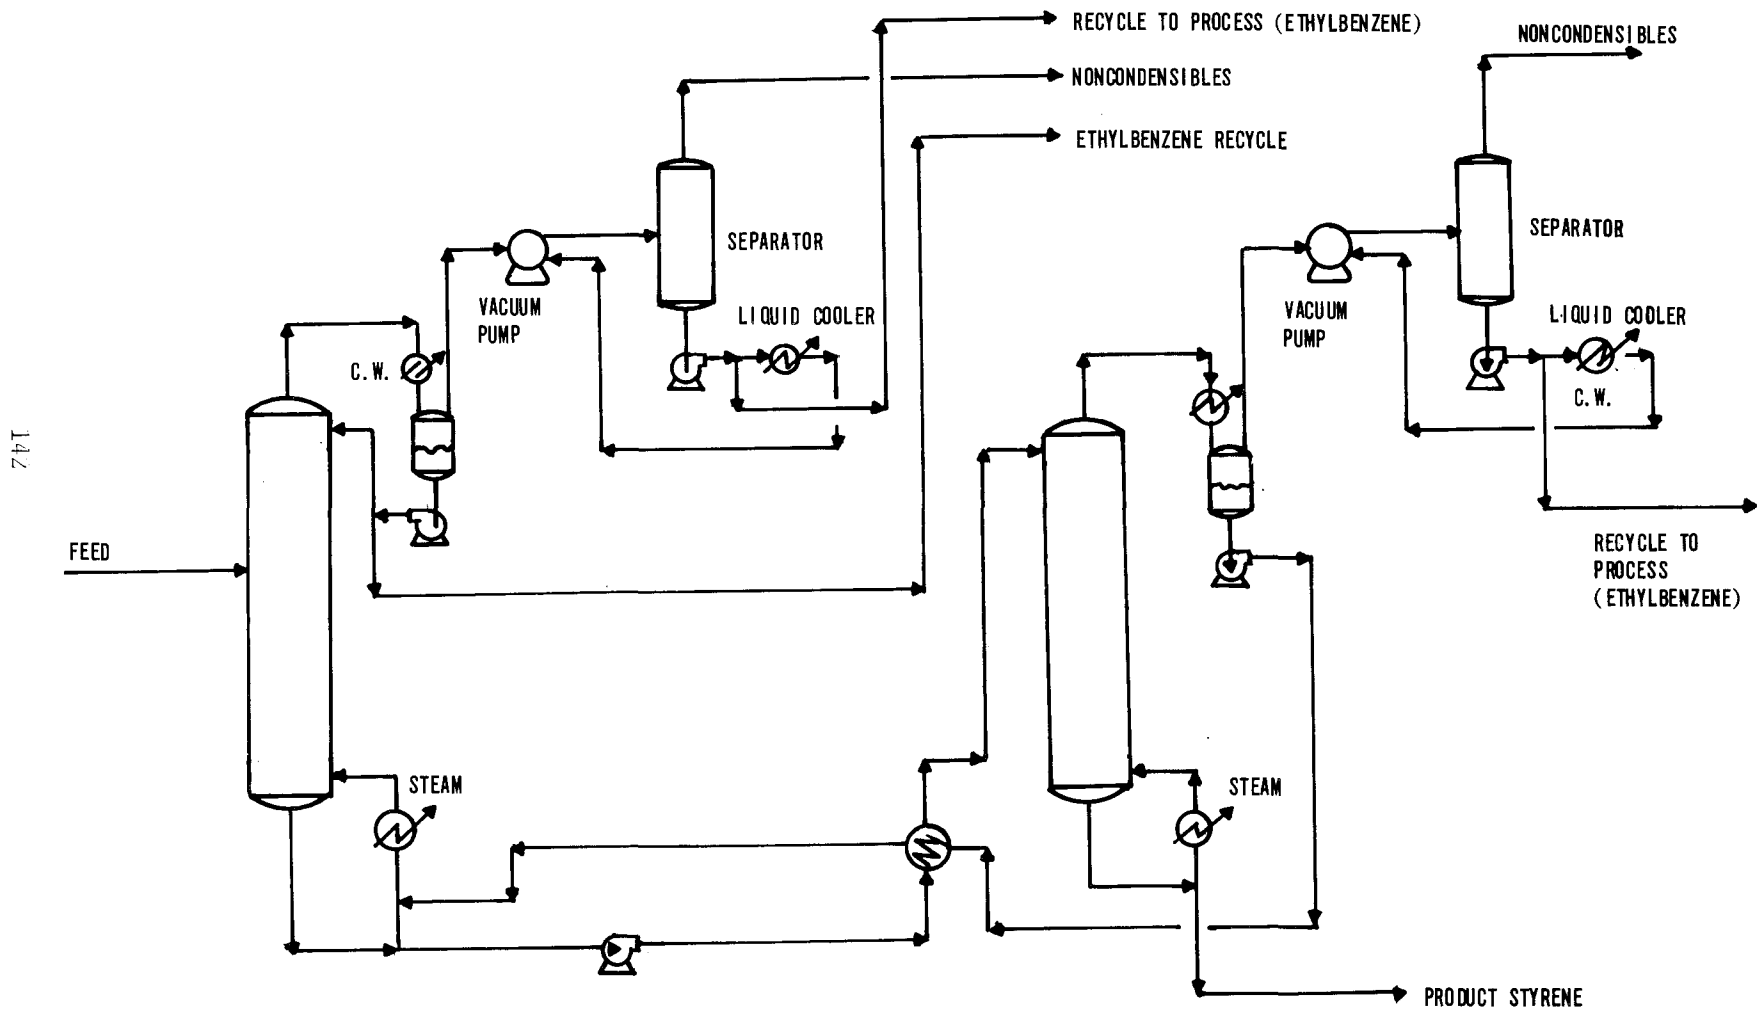 RECYCLE TO PROCESS (ETHYLBENZENE)
NONCONDENSIBLES
NONCONDENSIBLES
ETHYLBENZENE RECYCLE
SEPARATOR
SEPARATOR
VACUUM
PUMP
LIQUID COOLER
VACUUM
PUMP
LIQUID COOLER
C.W.
C.W.
142
FEED
RECYCLE TO
PROCESS
(ETHYLBENZENE)
STEAM
STEAM
PRODUCT STYRENE